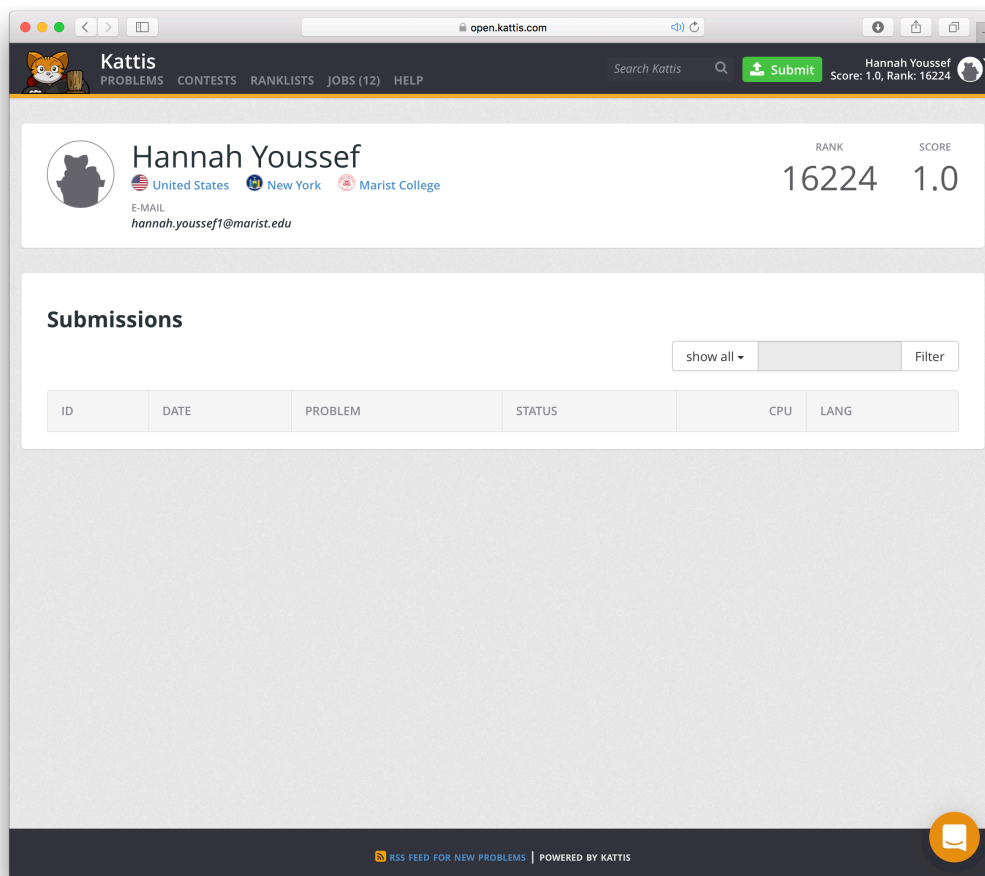 open.kattis.com
Kattis
PROBLEMS CONTESTS RANKLISTS JOBS (12) HELP
Search Kattis
Submit
Hannah Youssef
Score: 1.0, Rank: 16224
Hannah Youssef
United States New York Marist College
E-MAIL
hannah.youssef1@marist.edu
RANK SCORE
16224 1.0
Submissions
show all Filter
ID DATE PROBLEM STATUS CPU LANG
RSS FEED FOR NEW PROBLEMS | POWERED BY KATTIS